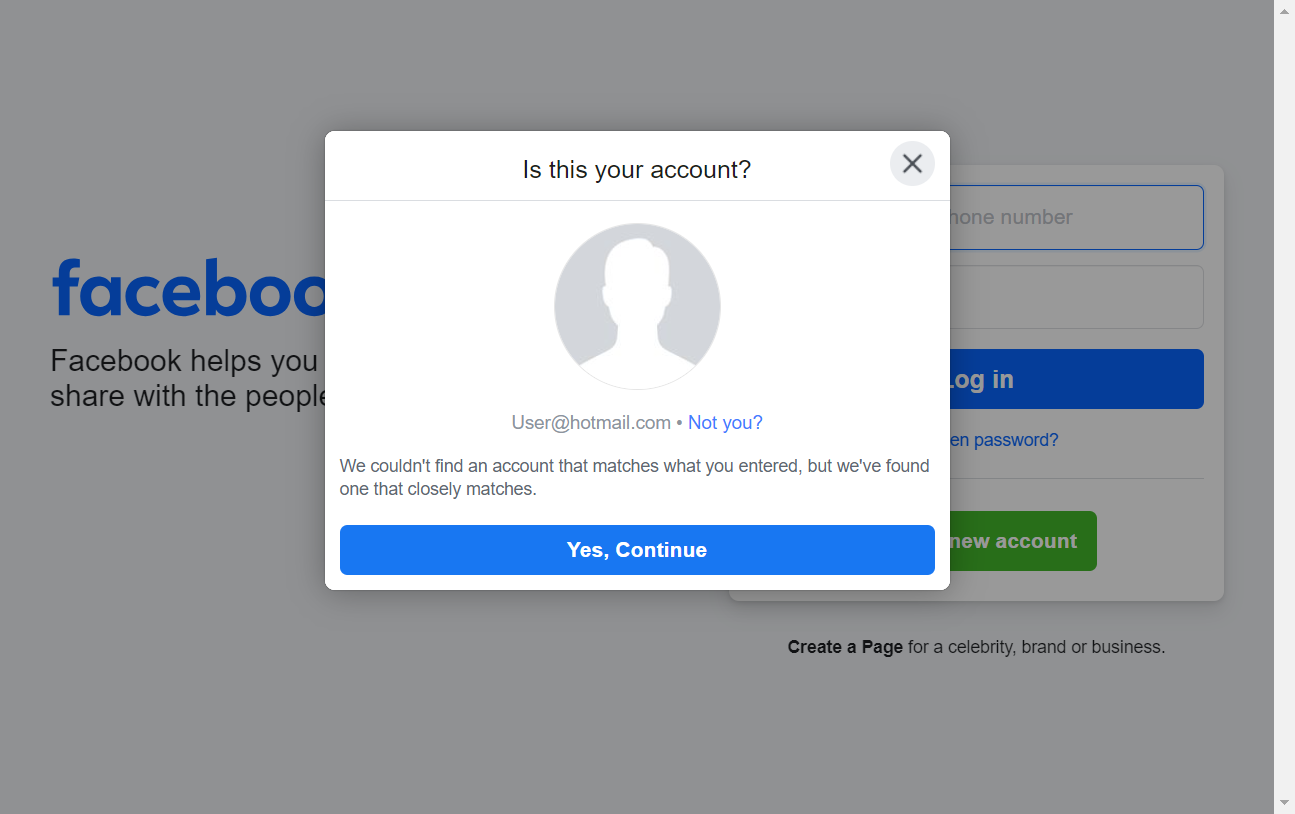 Is this your account?
facebo
Facebook helps you
share with the people
hone number
Log in
en password?
new account
User@hotmail.com • Not you?
We couldn't find an account that matches what you entered, but we've found
one that closely matches.
Yes, Continue
Create a Page for a celebrity, brand or business.